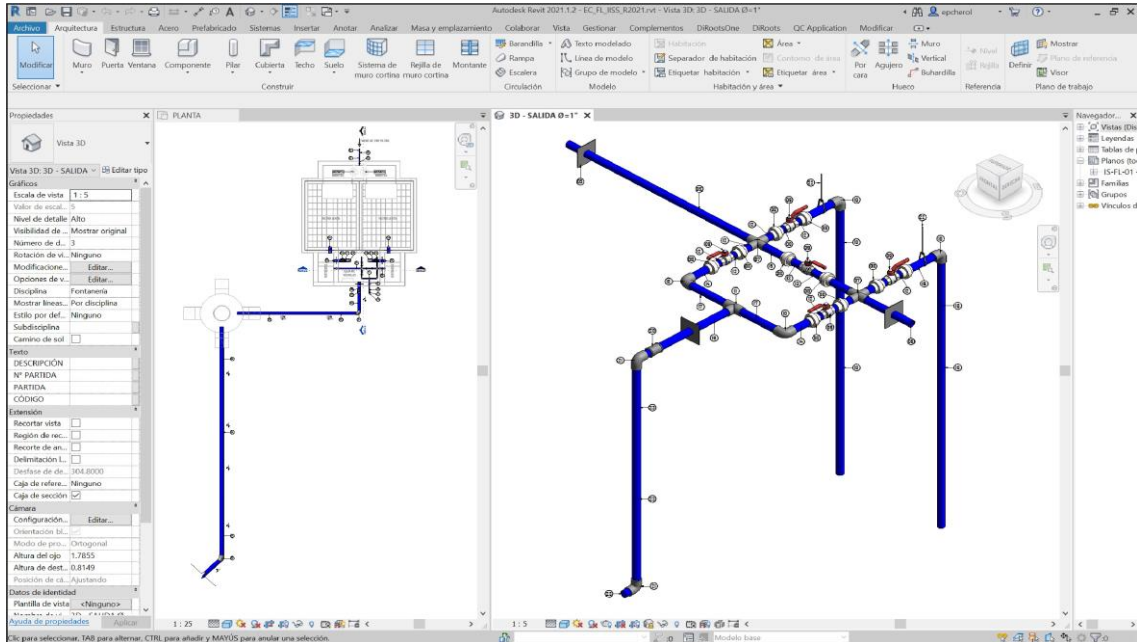 Autodesk Revit 2021.1.2 - EC_FL_IISS_R2021.rvt - Vista 3D: 3D - SALIDA Ø=1"
epcherol
Archivo Arquitectura Estructura Acero Prefabricado Sistemas Insertar Anotar Analizar Masa y emplazamiento Colaborar Vista Gestionar Complementos DiRootsOne DiRoots QC Application Modificar
Modificar
Muro
Puerta
Ventana
Componente
Pilar
Cubierta
Techo
Suelo
Sistema de muro cortina
Rejilla de muro cortina
Montante
Barandilla
Rampa
Escalera
Texto modelado
Línea de modelo
Grupo de modelo
Habitación
Separador de habitación
Etiquetar habitación
Área
Contorno de área
Etiquetar área
Por cara
Agujero
Muro
Vertical
Buhardilla
Nivel
Rejilla
Definir
Mostrar
Plano de referencia
Visor
Seleccionar
Construir
Circulación
Modelo
Habitación y área
Hueco
Referencia
Plano de trabajo
Propiedades
Vista 3D
Vista 3D: 3D - SALIDA
Editar tipo
Gráficos
Escala de vista 1 : 5
Valor de escal... 5
Nivel de detalle Alto
Visibilidad de ... Mostrar original
Número de d... 3
Rotación de vi... Ninguno
Modificacione... Editar...
Opciones de v... Editar...
Disciplina Fontanería
Mostrar líneas... Por disciplina
Estilo por def... Ninguno
Subdisciplina
Camino de sol
Texto
DESCRIPCIÓN
N° PARTIDA
PARTIDA
CÓDIGO
Extensión
Recortar vista
Región de rec...
Recorte de an...
Delimitación l...
Desfase de de... 304.8000
Caja de refere... Ninguno
Caja de sección
Cámara
Configuración... Editar...
Orientación bl...
Modo de pro... Ortogonal
Altura del ojo 1.7855
Altura de dest... 0.8149
Posición de cá... Ajustando
Datos de identidad
Plantilla de vista <Ninguno>
Ayuda de propiedades
Aplicar
PLANTA
1 : 25
3D - SALIDA Ø=1"
1 : 5
Navegador...
Vistas (Dis
Leyendas
Tablas de p
Planos (to
IS-FL-01 -
Familias
Grupos
Vínculos d
Clic para seleccionar, TAB para alternar, CTRL para añadir y MAYÚS para anular una selección.
Modelo base